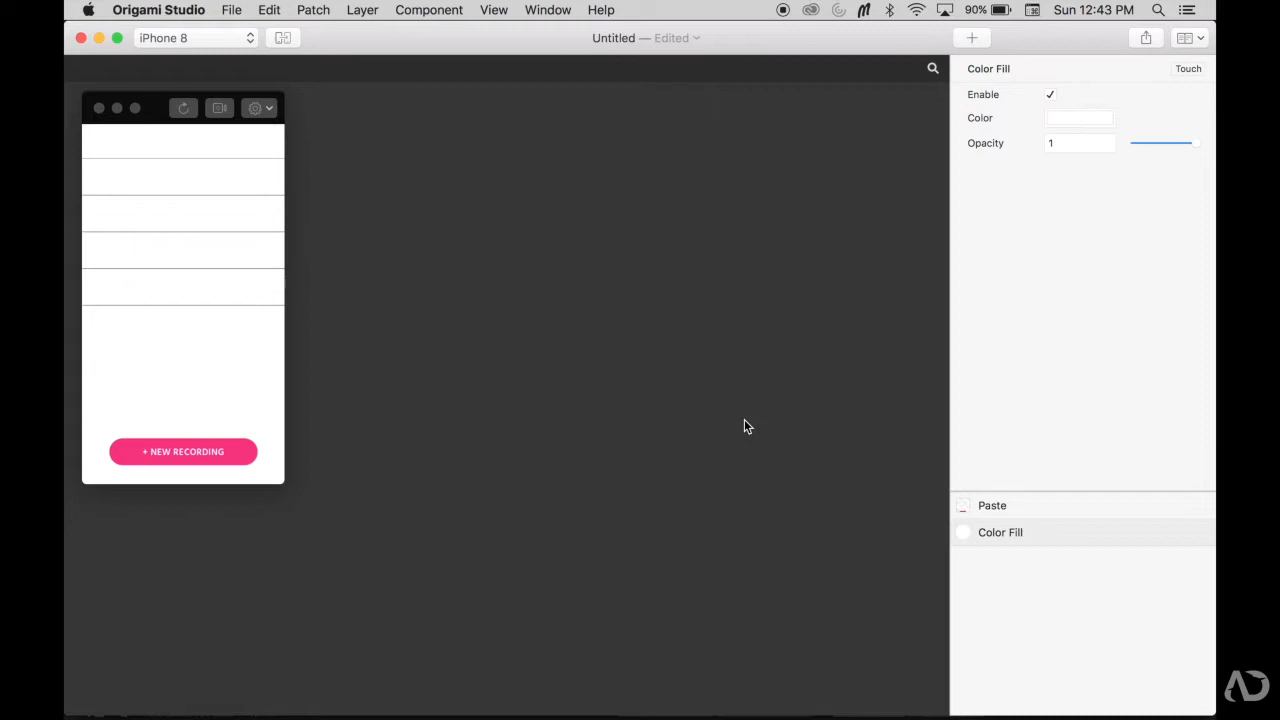 Origami Studio File Edit Patch Layer Component View Window Help 90% Sun 12:43 PM
iPhone 8 Untitled — Edited
Color Fill Touch
Enable
Color
Opacity 1
+ NEW RECORDING
Paste
Color Fill